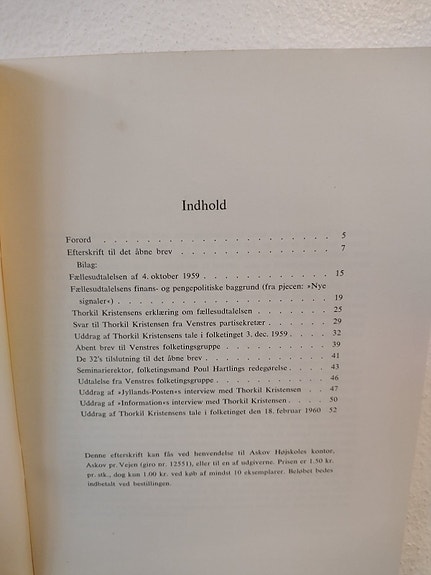 Indhold
Forord . . . . . . . . . . . . . . . . . . . . 5
Efterskrift til det åbne brev . . . . . . . . . . . . . . 7
Bilag:
Fællesudtalelsen af 4. oktober 1959 . . . . . . . . . . . . 15
Fællesudtalelsens finans- og pengepolitiske baggrund (fra pjecen: »Nye
signaler«) . . . . . . . . . . . . . . . . . . 19
Thorkil Kristensens erklæring om fællesudtalelsen . . . . . . . 25
Svar til Thorkil Kristensen fra Venstres partisekretær . . . . . . 29
Uddrag af Thorkil Kristensens tale i folketinget 3. dec. 1959 . . . . 32
Åbent brev til Venstres folketingsgruppe . . . . . . . . . . 39
De 32's tilslutning til det åbne brev . . . . . . . . . . . 41
Seminarierektor, folketingsmand Poul Hartlings redegørelse . . . . . 43
Udtalelse fra Venstres folketingsgruppe . . . . . . . . . . 46
Uddrag af »Jyllands-Posten«s interview med Thorkil Kristensen . . . . 47
Uddrag af »Information«s interview med Thorkil Kristensen . . . . . 50
Uddrag af Thorkil Kristensens tale i folketinget den 18. februar 1960 52
Denne efterskrift kan fås ved henvendelse til Askov Højskoles kontor,
Askov pr. Vejen (giro nr. 12551), eller til en af udgiverne. Prisen er 1.50 kr.
pr. stk., dog kun 1.00 kr. ved køb af mindst 10 eksemplarer. Beløbet bedes
indbetalt ved bestillingen.